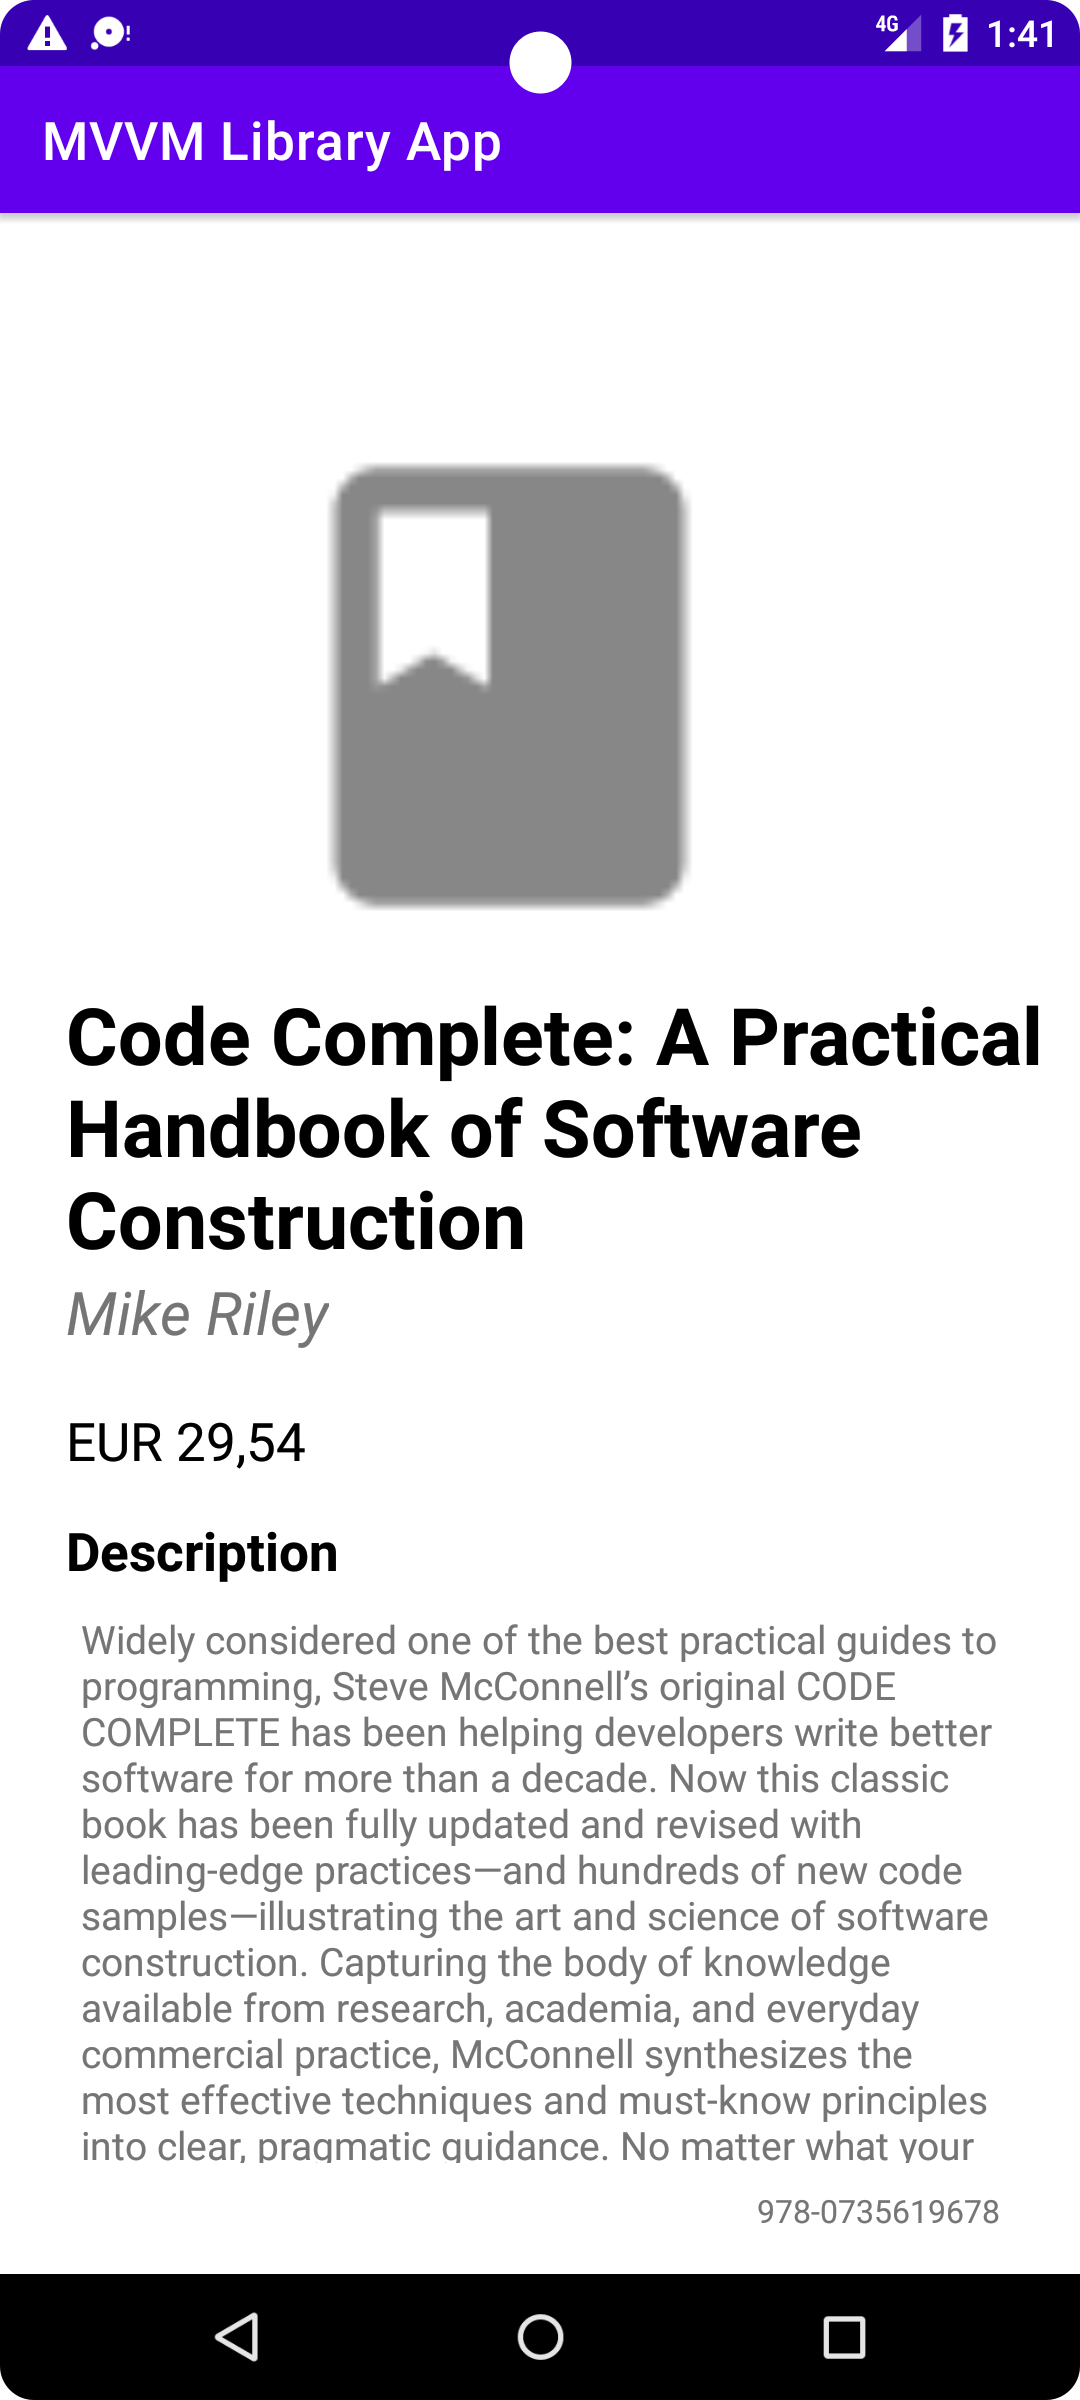 4G 1:41
MVVM Library App
Code Complete: A Practical
Handbook of Software
Construction
Mike Riley
EUR 29,54
Description
Widely considered one of the best practical guides to
programming, Steve McConnell’s original CODE
COMPLETE has been helping developers write better
software for more than a decade. Now this classic
book has been fully updated and revised with
leading-edge practices—and hundreds of new code
samples—illustrating the art and science of software
construction. Capturing the body of knowledge
available from research, academia, and everyday
commercial practice, McConnell synthesizes the
most effective techniques and must-know principles
into clear, pragmatic guidance. No matter what your
978-0735619678